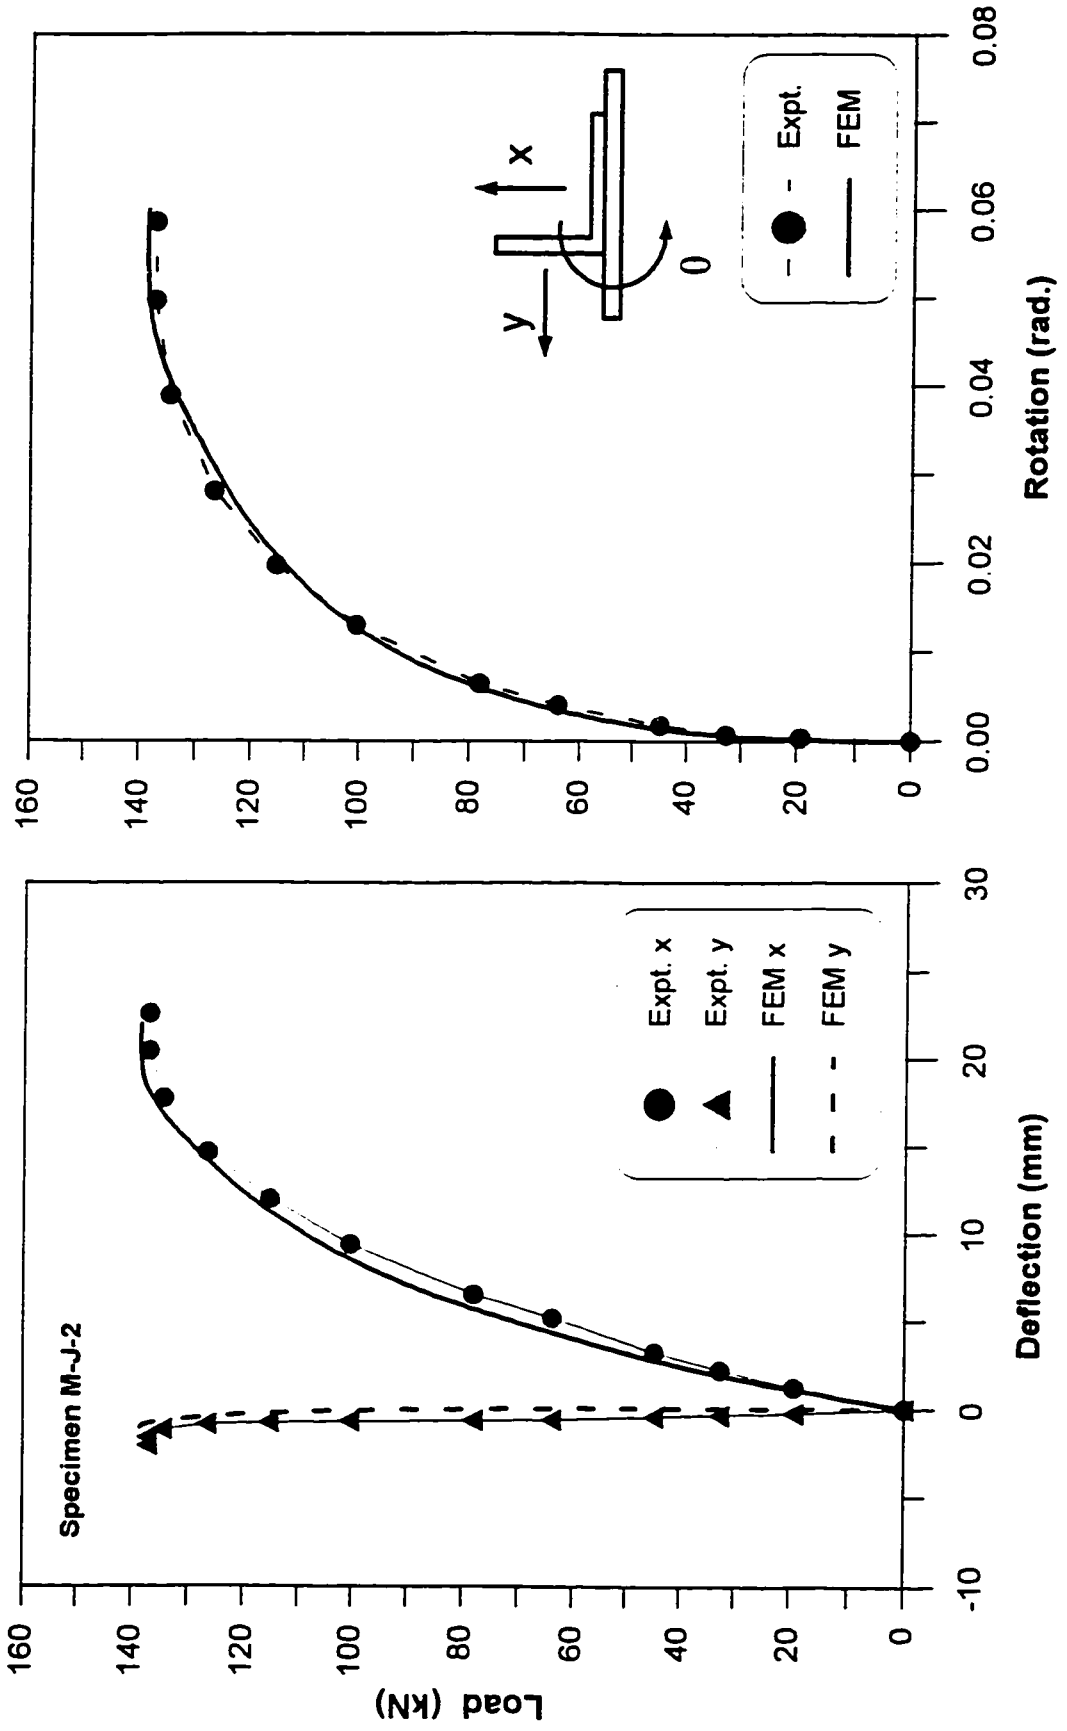 Specimen M-J-2
Load (kN)
160
140
120
100
80
60
40
20
0
-10
0
10
20
30
Deflection (mm)
Expt. x
Expt. y
FEM x
FEM y
160
140
120
100
80
60
40
20
0
0.00
0.02
0.04
0.06
0.08
Rotation (rad.)
y
x
θ
Expt.
FEM